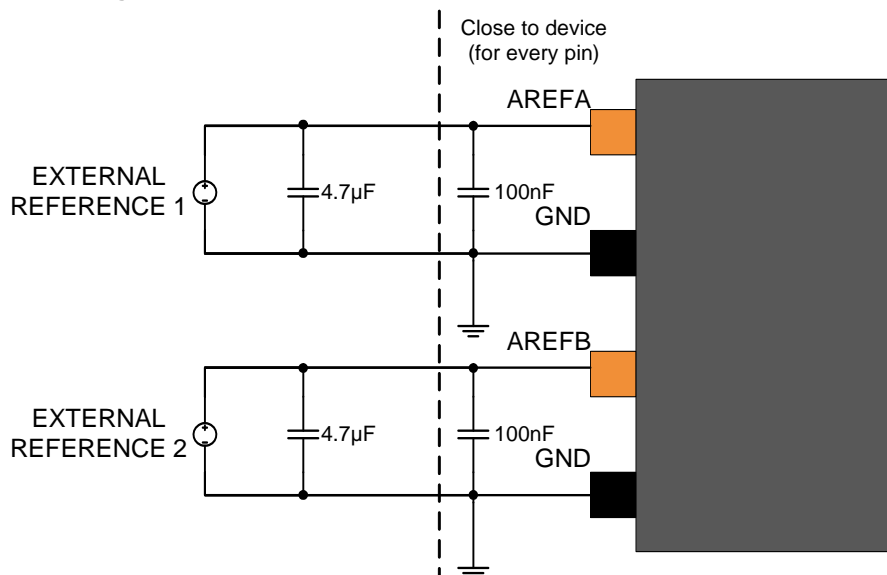 Close to device
(for every pin)
AREFA
EXTERNAL
REFERENCE 1
4.7µF
100nF
GND
AREFB
EXTERNAL
REFERENCE 2
4.7µF
100nF
GND